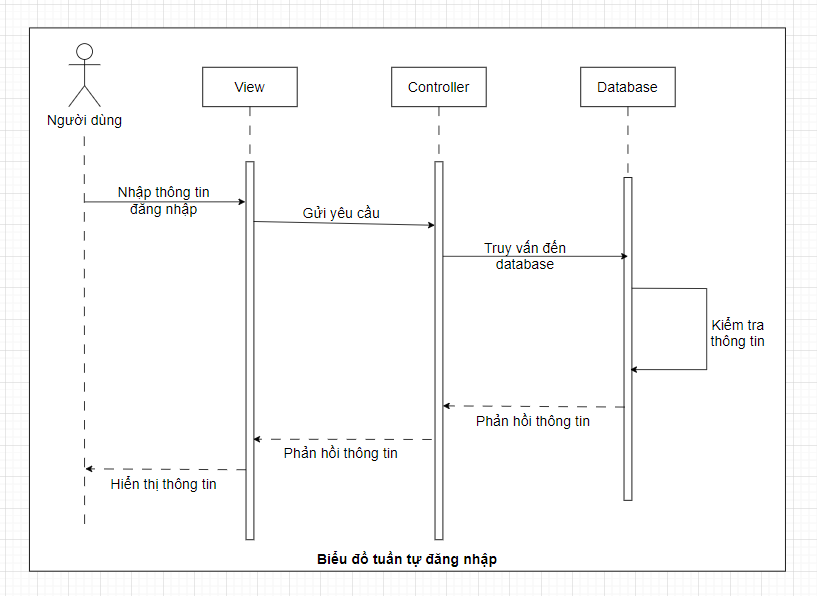 Người dùng
View
Controller
Database
Nhập thông tin
đăng nhập
Gửi yêu cầu
Truy vấn đến
database
Kiểm tra
thông tin
Phản hồi thông tin
Phản hồi thông tin
Hiển thị thông tin
Biểu đồ tuần tự đăng nhập